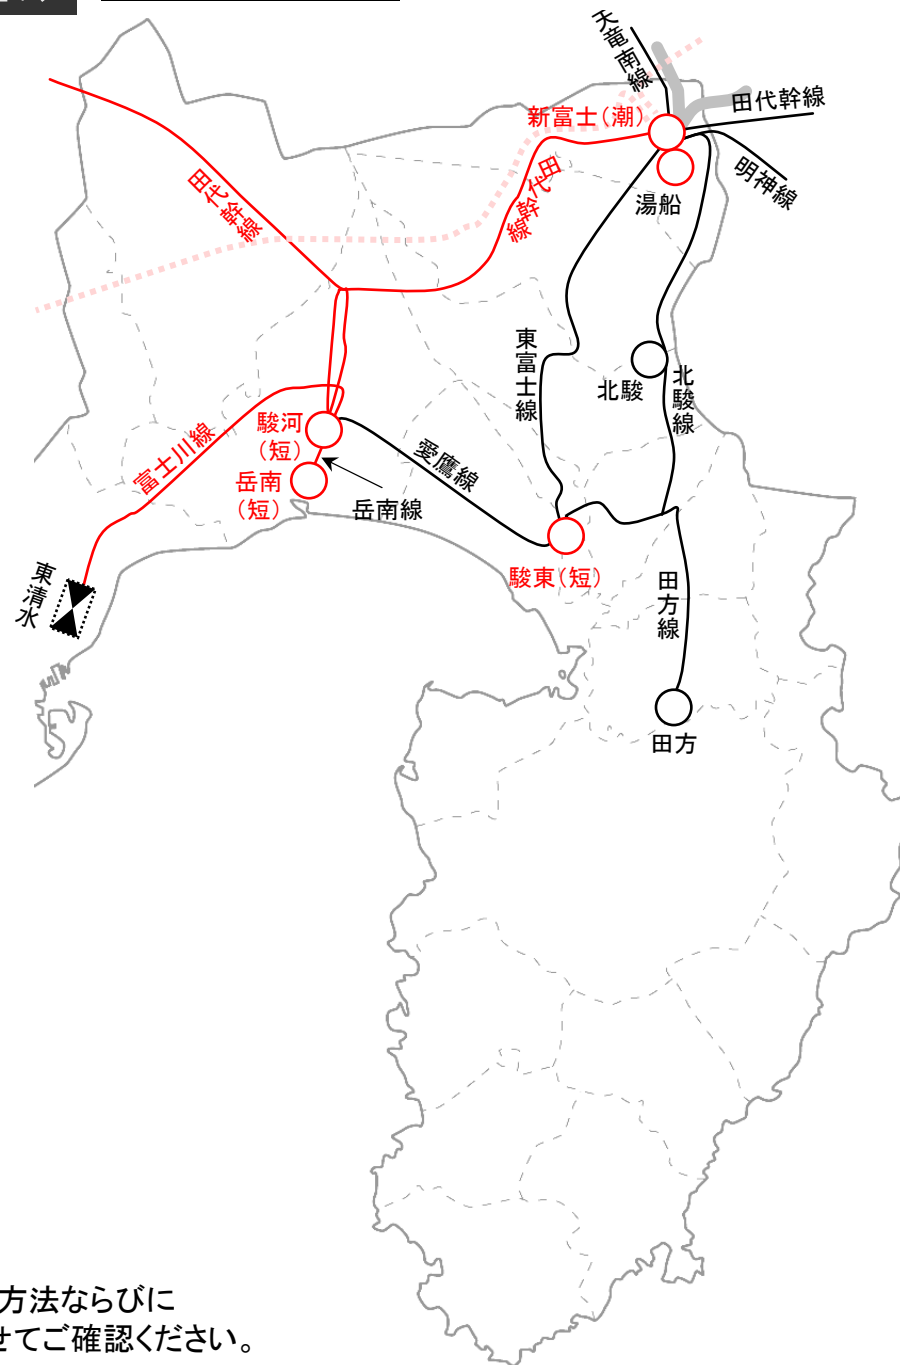 天竜南線
田代幹線
新富士(潮)
明神線
湯船
田代幹線
田代幹線
東富士線
北駿
北駿線
駿河
(短)
愛鷹線
富士川線
岳南
(短)
岳南線
東清水
駿東(短)
田方線
田方
方法ならびに
せてご確認ください。